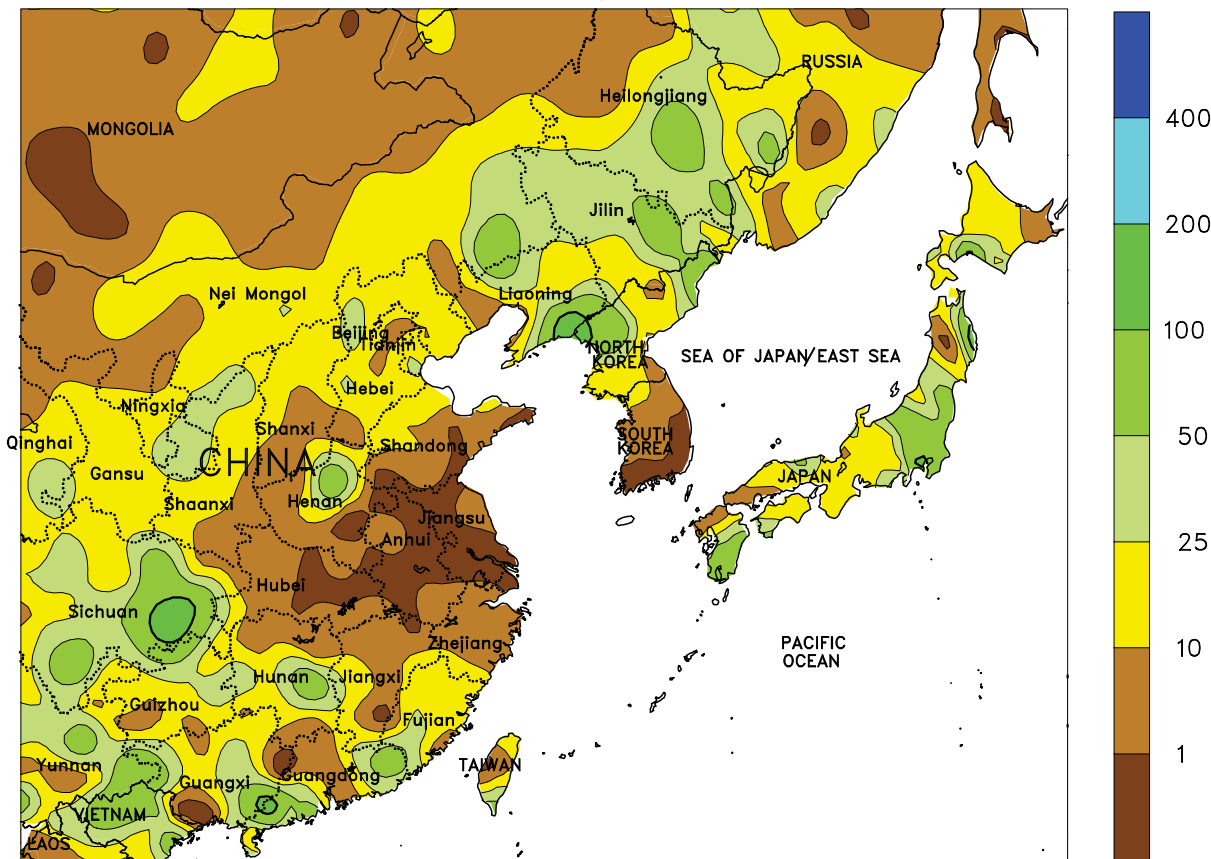 RUSSIA
Heilongjiang
MONGOLIA
Jilin
Nei Mongol
Liaoning
Beijing
Tianjin
NORTH
KOREA
SEA OF JAPAN/EAST SEA
Hebei
Ningxia
Shanxi
Qinghai
Shandong
SOUTH
KOREA
Gansu
CHINA
JAPAN
Shaanxi
Henan
Jiangsu
Anhui
Hubei
Sichuan
Zhejiang
PACIFIC
OCEAN
Hunan
Jiangxi
Guizhou
Fujian
Yunnan
TAIWAN
Guangxi
Guangdong
VIETNAM
LAOS
400
200
100
50
25
10
1